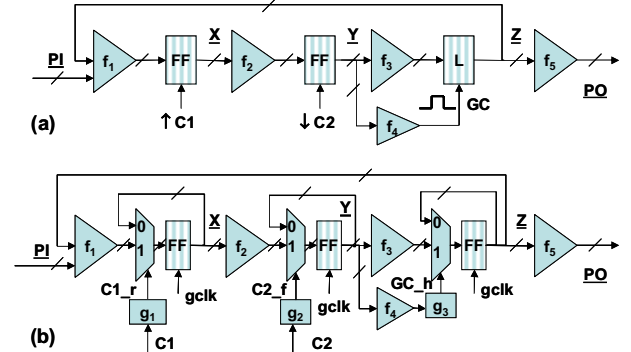 PI f₁ FF X f₂ FF Y f₃ L Z f₅ PO
f₄ GC
↑ C1 ↓ C2
(a)
PI f₁ 0 1 FF X f₂ 0 1 FF Y f₃ 0 1 FF Z f₅ PO
C1_r gclk C2_f gclk f₄ GC_h g₃ gclk
g₁ g₂
(b) C1 C2